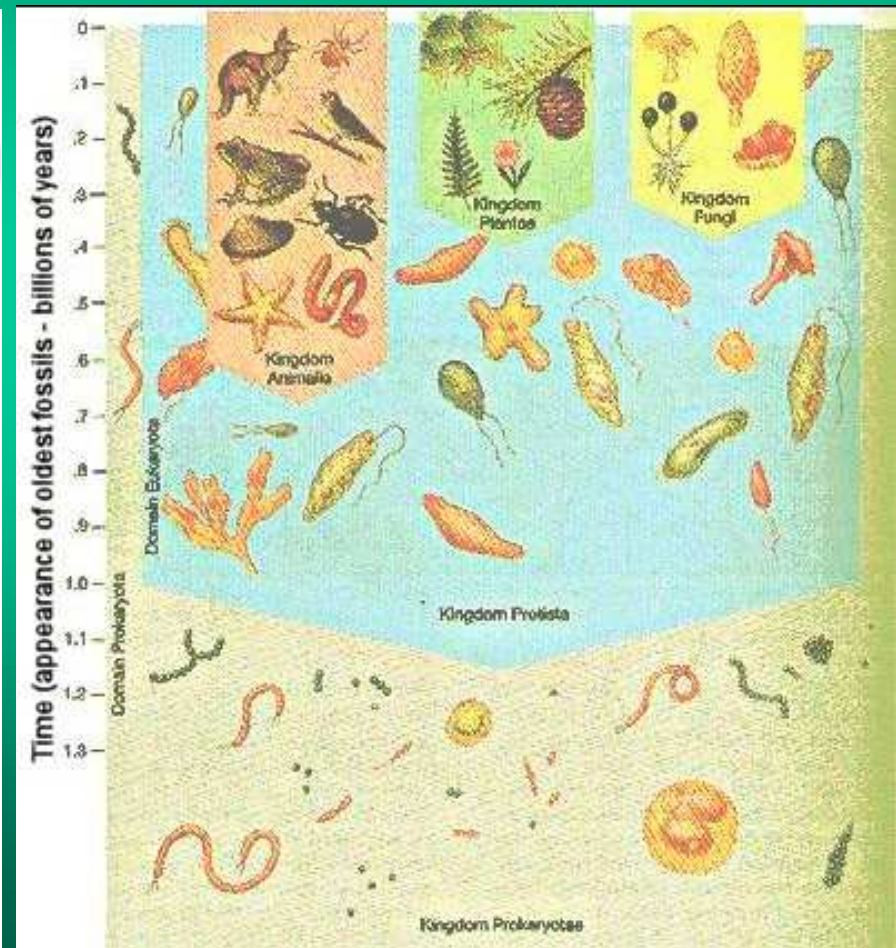 Time (appearance of oldest fossils - billions of years)
0
.1
.2
.3
.4
.5
.6
.7
.8
.9
1.0
1.1
1.2
1.3
Kingdom
Animalia
Kingdom
Plantae
Kingdom
Fungi
Domain Eukaryota
Domain Prokaryota
Kingdom Protista
Kingdom Prokaryotae